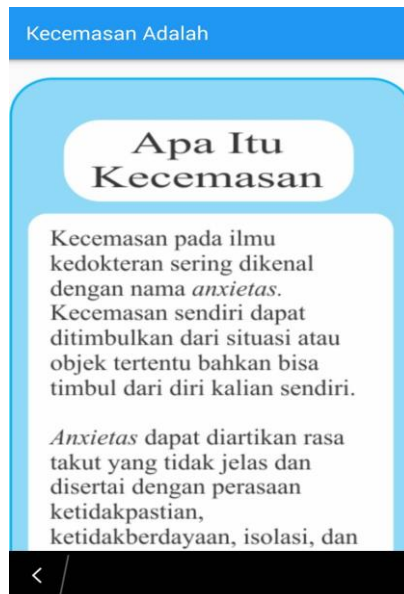 Kecemasan Adalah
Apa Itu
Kecemasan
Kecemasan pada ilmu
kedokteran sering dikenal
dengan nama anxietas.
Kecemasan sendiri dapat
ditimbulkan dari situasi atau
objek tertentu bahkan bisa
timbul dari diri kalian sendiri.
Anxietas dapat diartikan rasa
takut yang tidak jelas dan
disertai dengan perasaan
ketidakpastian,
ketidakberdayaan, isolasi, dan